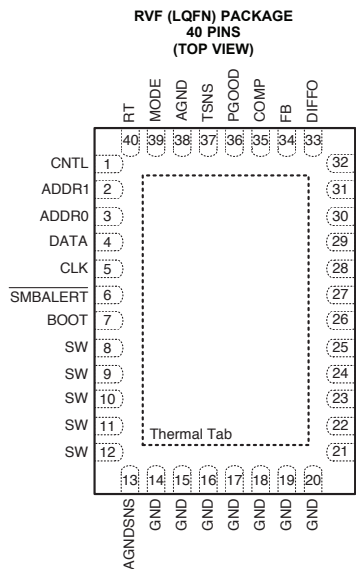 RVF (LQFN) PACKAGE
40 PINS
(TOP VIEW)
RT
MODE
AGND
TSNS
PGOOD
COMP
FB
DIFFO
40
39
38
37
36
35
34
33
CNTL 1
32
ADDR1 2
31
ADDR0 3
30
DATA 4
29
CLK 5
28
SMBALERT 6
27
BOOT 7
26
SW 8
25
SW 9
24
SW 10
23
SW 11
22
SW 12
21
Thermal Tab
13
14
15
16
17
18
19
20
AGNDSNS
GND
GND
GND
GND
GND
GND
GND